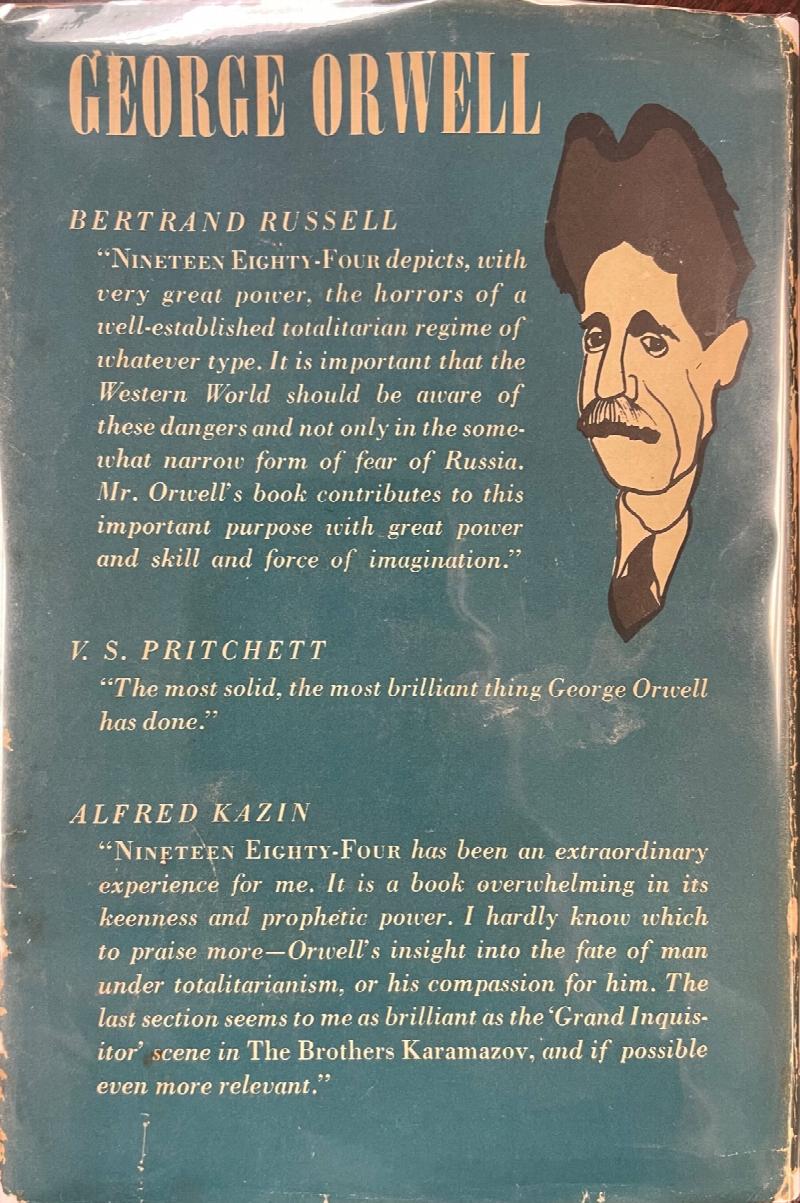 GEORGE ORWELL
BERTRAND RUSSELL
“NINETEEN EIGHTY-FOUR depicts, with
very great power, the horrors of a
well-established totalitarian regime of
whatever type. It is important that the
Western World should be aware of
these dangers and not only in the some-
what narrow form of fear of Russia.
Mr. Orwell’s book contributes to this
important purpose with great power
and skill and force of imagination.”
V. S. PRITCHETT
“The most solid, the most brilliant thing George Orwell
has done.”
ALFRED KAZIN
“NINETEEN EIGHTY-FOUR has been an extraordinary
experience for me. It is a book overwhelming in its
keenness and prophetic power. I hardly know which
to praise more—Orwell’s insight into the fate of man
under totalitarianism, or his compassion for him. The
last section seems to me as brilliant as the ‘Grand Inquis-
itor’ scene in The Brothers Karamazov, and if possible
even more relevant.”